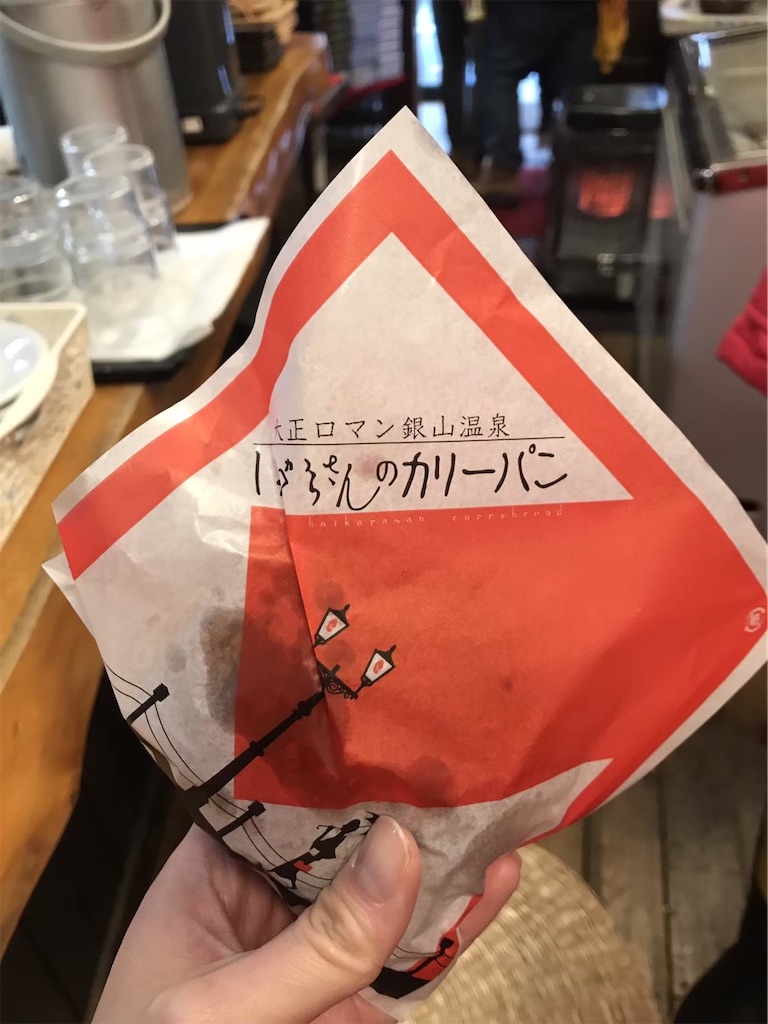 大正ロマン銀山温泉
はいからさんのカリーパン
haikarasan currybread